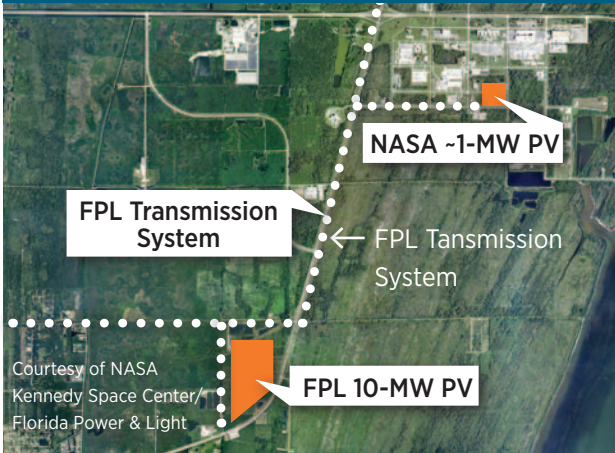 NASA ~1-MW PV
FPL Transmission
System
FPL Tansmission
System
Courtesy of NASA
Kennedy Space Center/
Florida Power & Light
FPL 10-MW PV